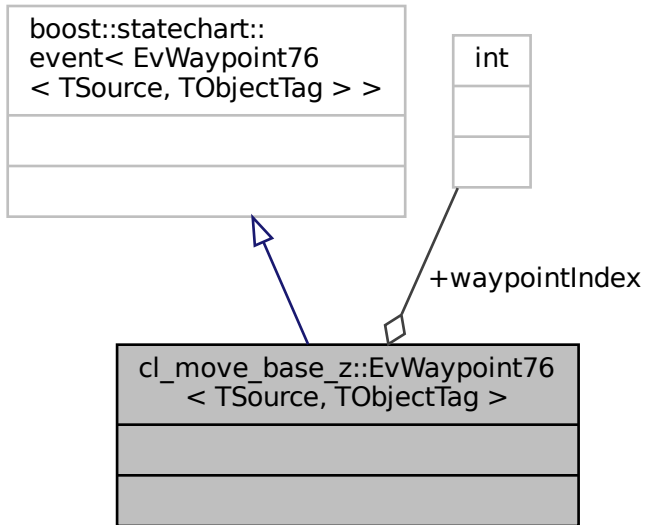 boost::statechart::
event< EvWaypoint76
< TSource, TObjectTag > >
int
+waypointIndex
cl_move_base_z::EvWaypoint76
< TSource, TObjectTag >